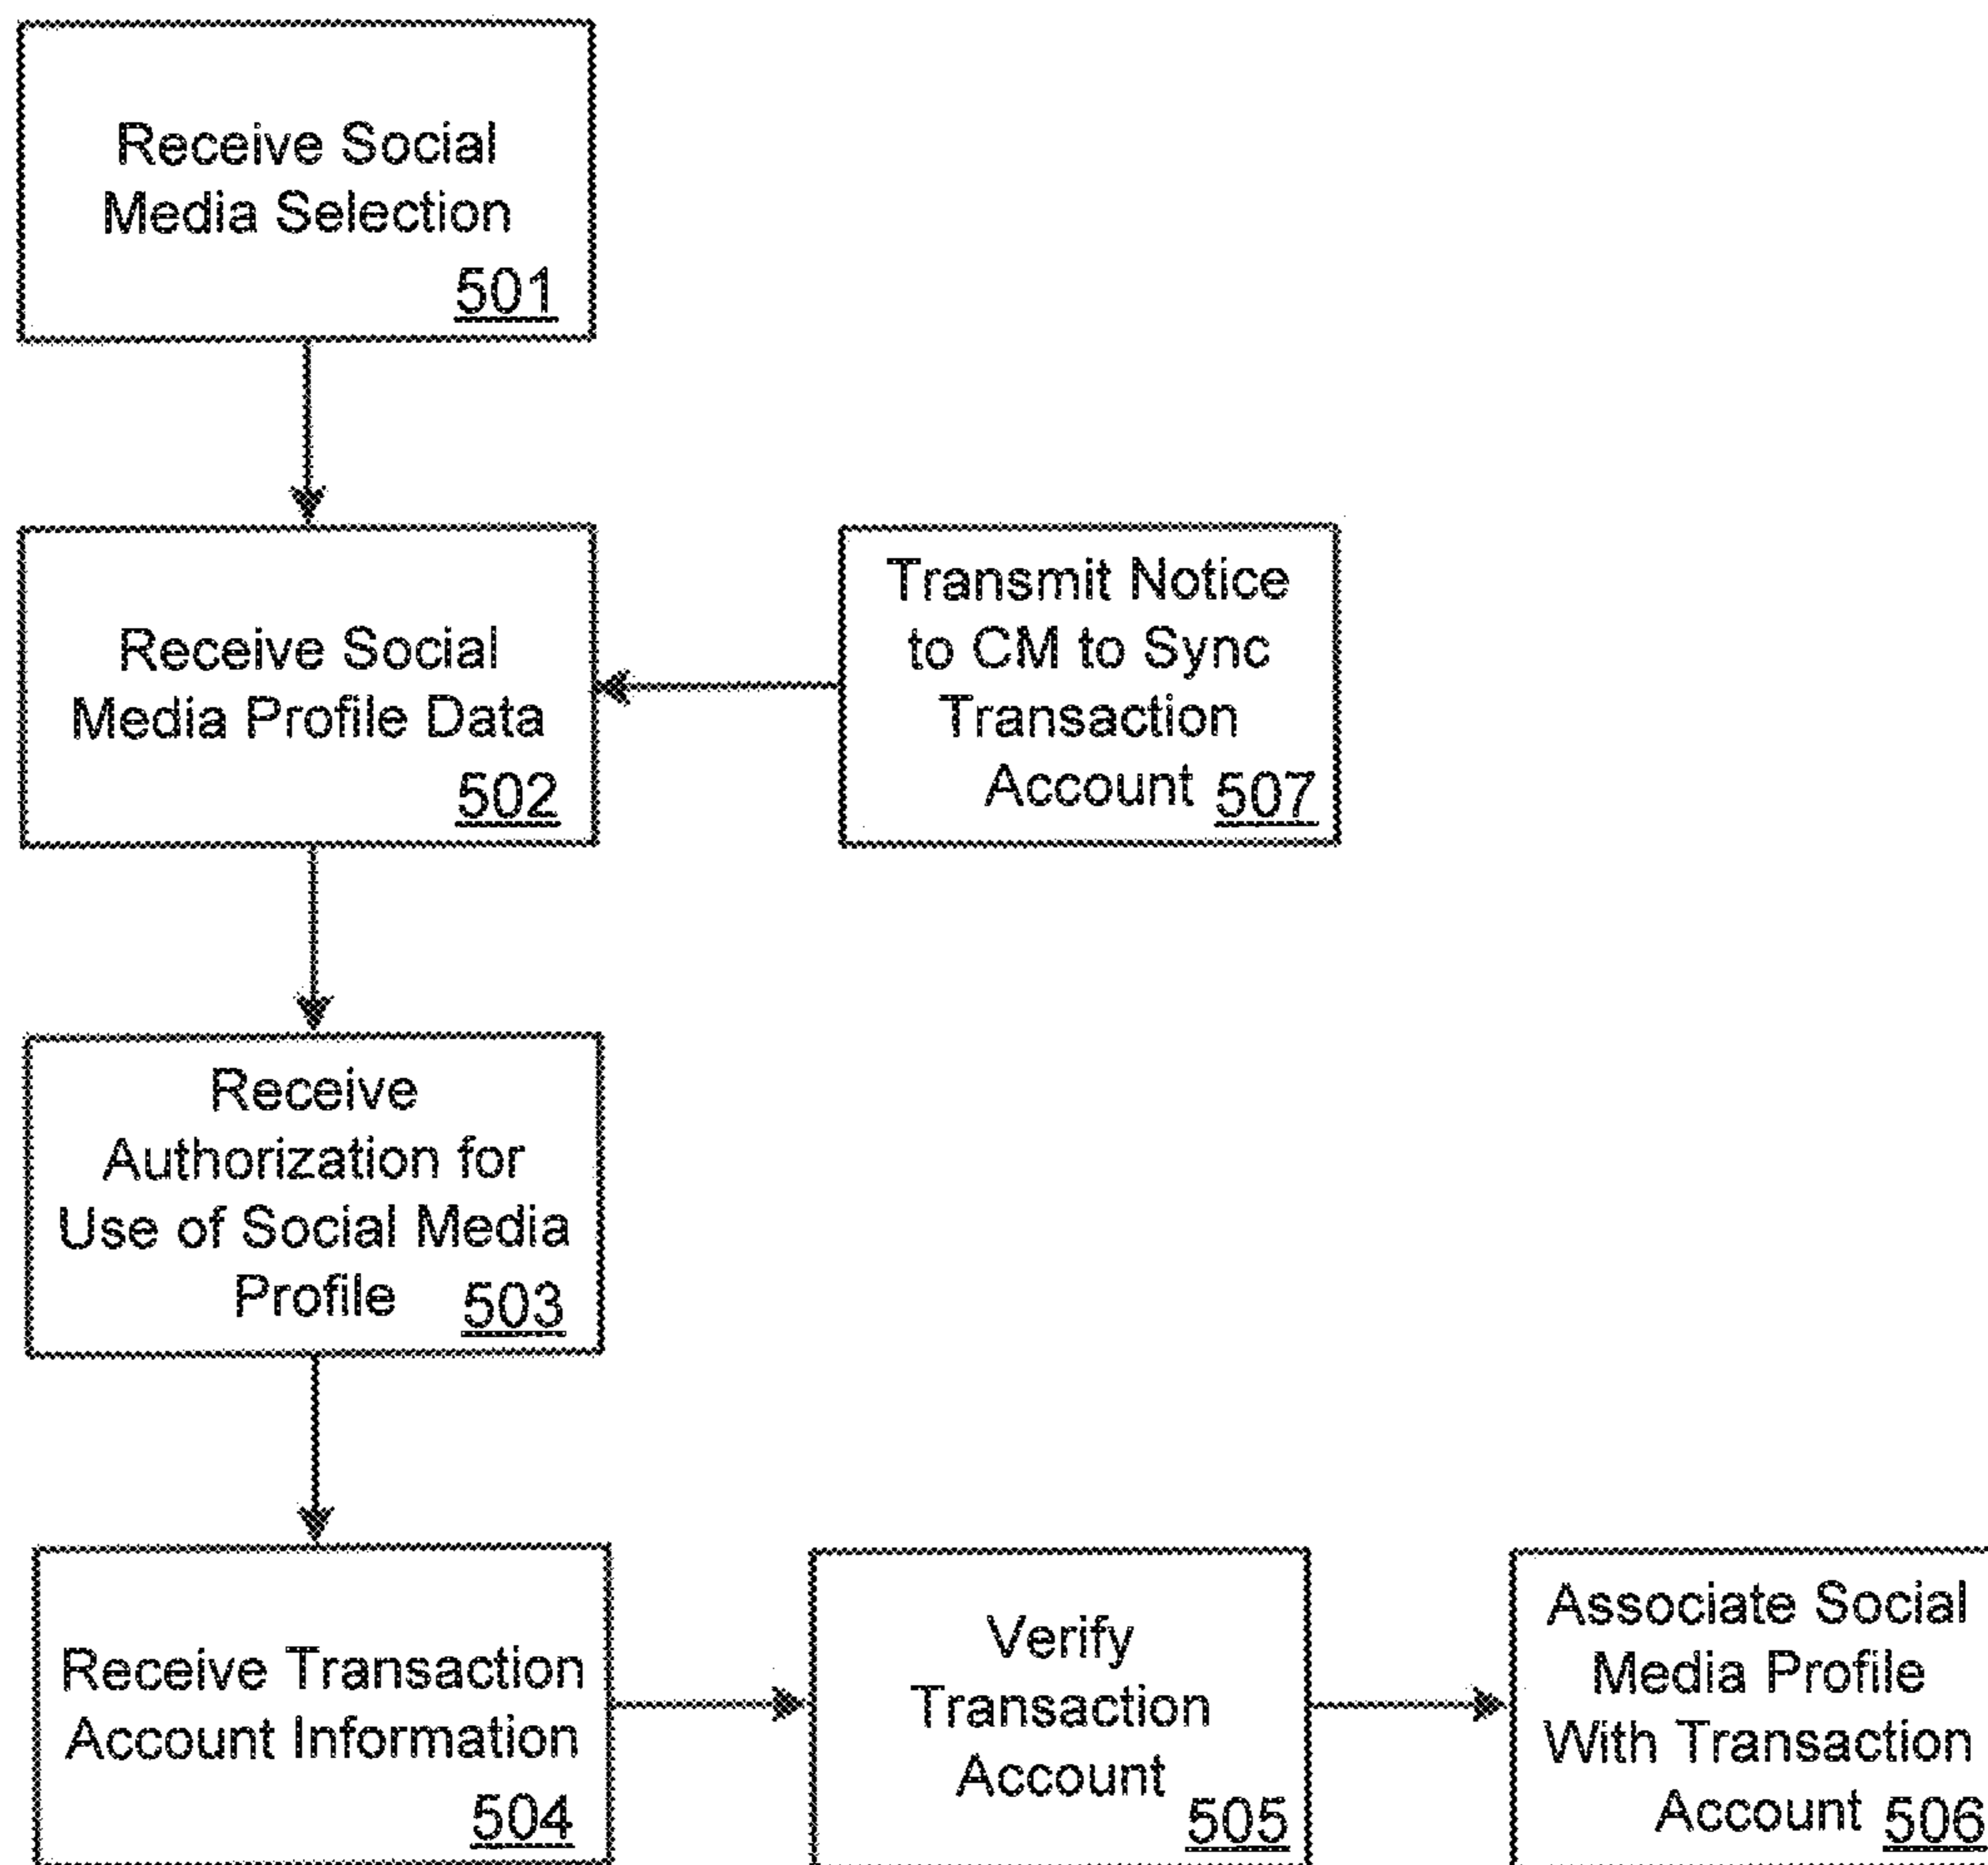 Receive Social
Media Selection
501
Receive Social
Media Profile Data
502
Transmit Notice
to CM to Sync
Transaction
Account 507
Receive
Authorization for
Use of Social Media
Profile 503
Receive Transaction
Account Information
504
Verify
Transaction
Account
505
Associate Social
Media Profile
With Transaction
Account 506